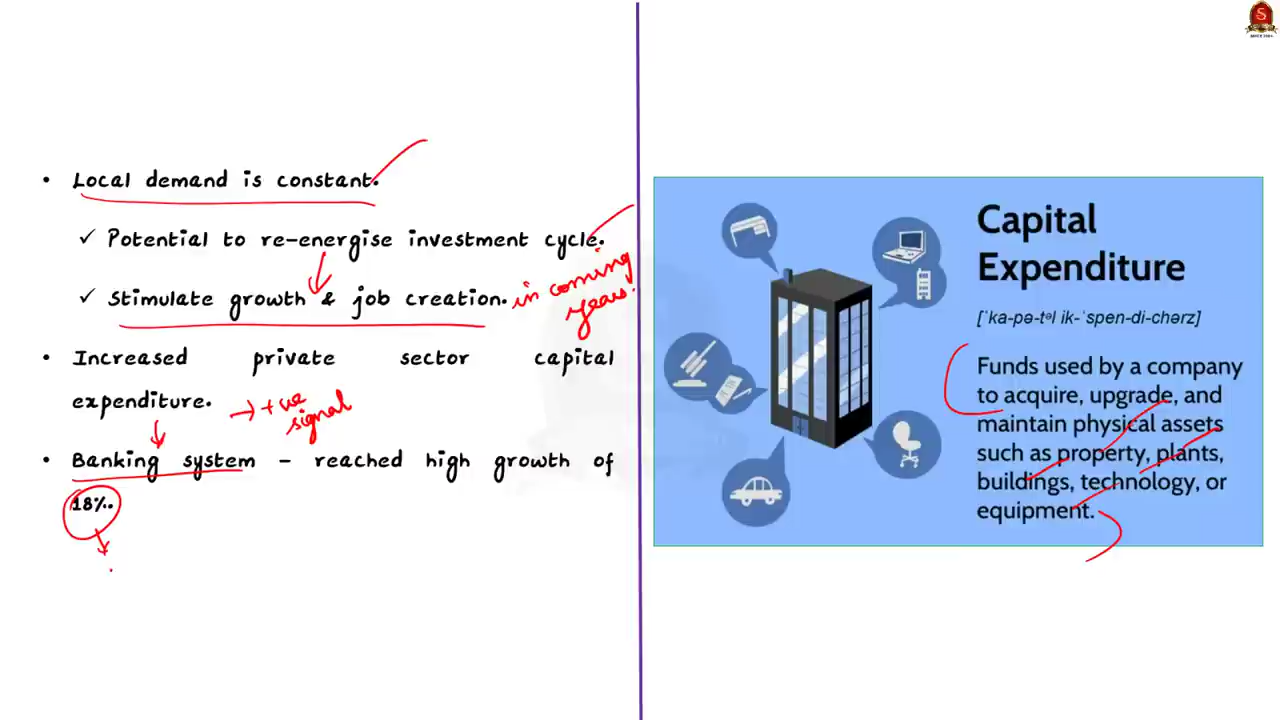 • Local demand is constant.
✓ Potential to re-energise investment cycle.
✓ Stimulate growth & job creation. in coming years.
• Increased private sector capital
expenditure. → +ve signal
• Banking system – reached high growth of
18%.
Capital
Expenditure
[ˈka-pə-tᵊl ik-ˈspen-di-chərz]
Funds used by a company
to acquire, upgrade, and
maintain physical assets
such as property, plants,
buildings, technology, or
equipment.
S